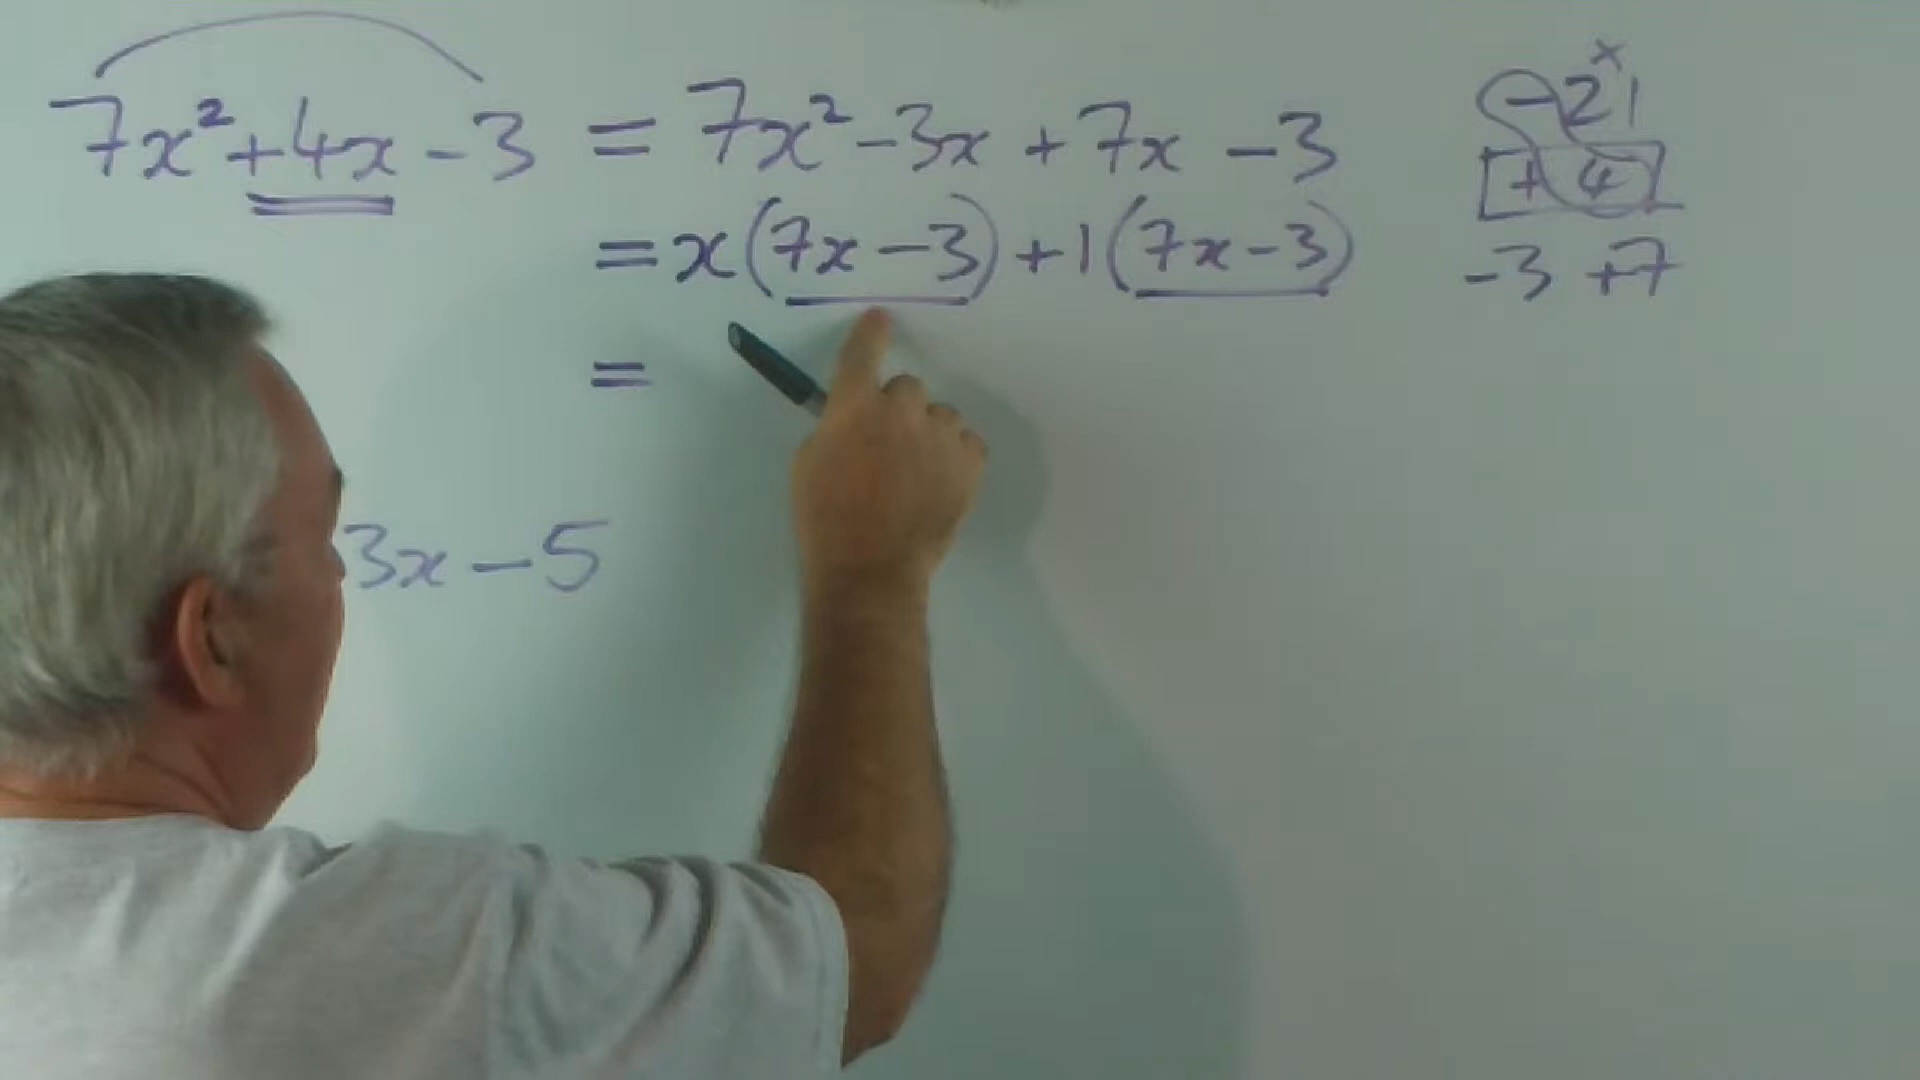 7x² + 4x - 3 = 7x² - 3x + 7x - 3
= x(7x - 3) + 1(7x - 3)
=
3x - 5
×
-21
+4
-3 +7